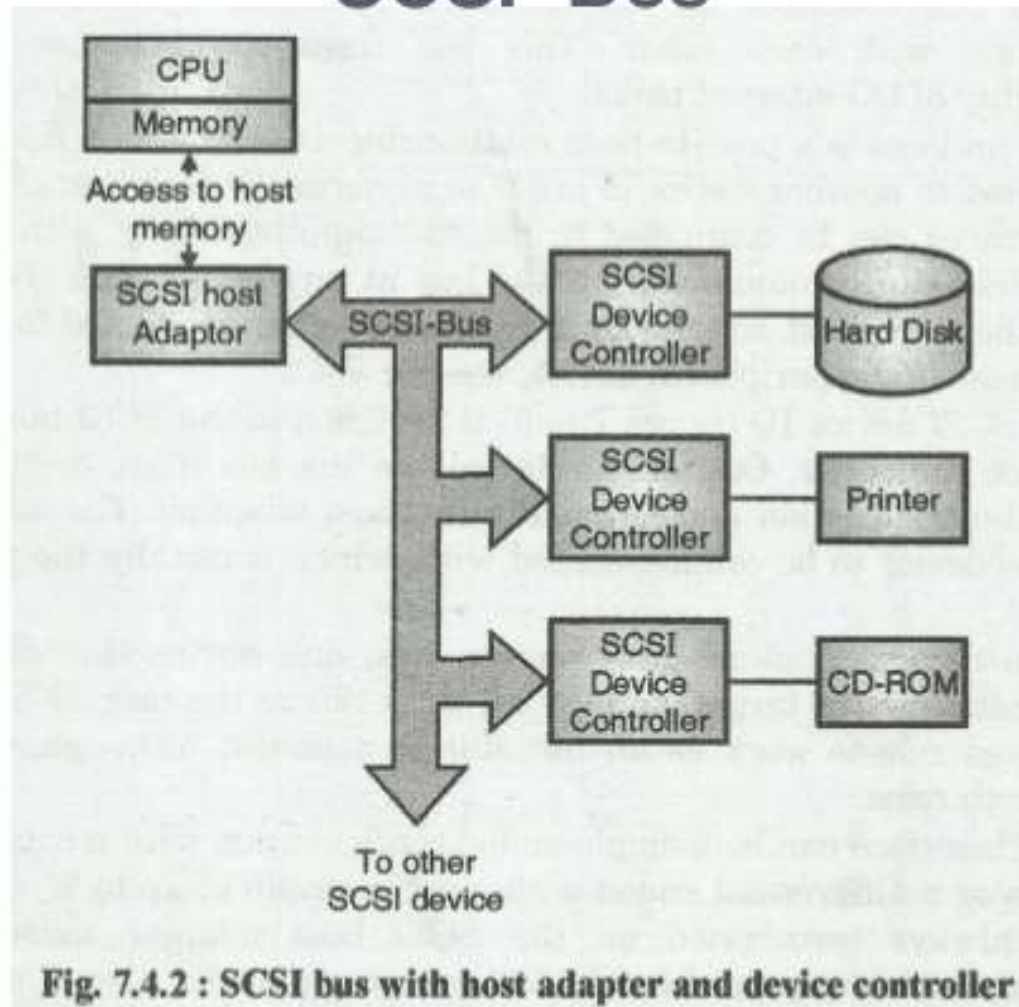 SCSI Bus
CPU
Memory
Access to host
memory
SCSI host
Adaptor
SCSI-Bus
SCSI
Device
Controller
Hard Disk
SCSI
Device
Controller
Printer
SCSI
Device
Controller
CD-ROM
To other
SCSI device
Fig. 7.4.2 : SCSI bus with host adapter and device controller